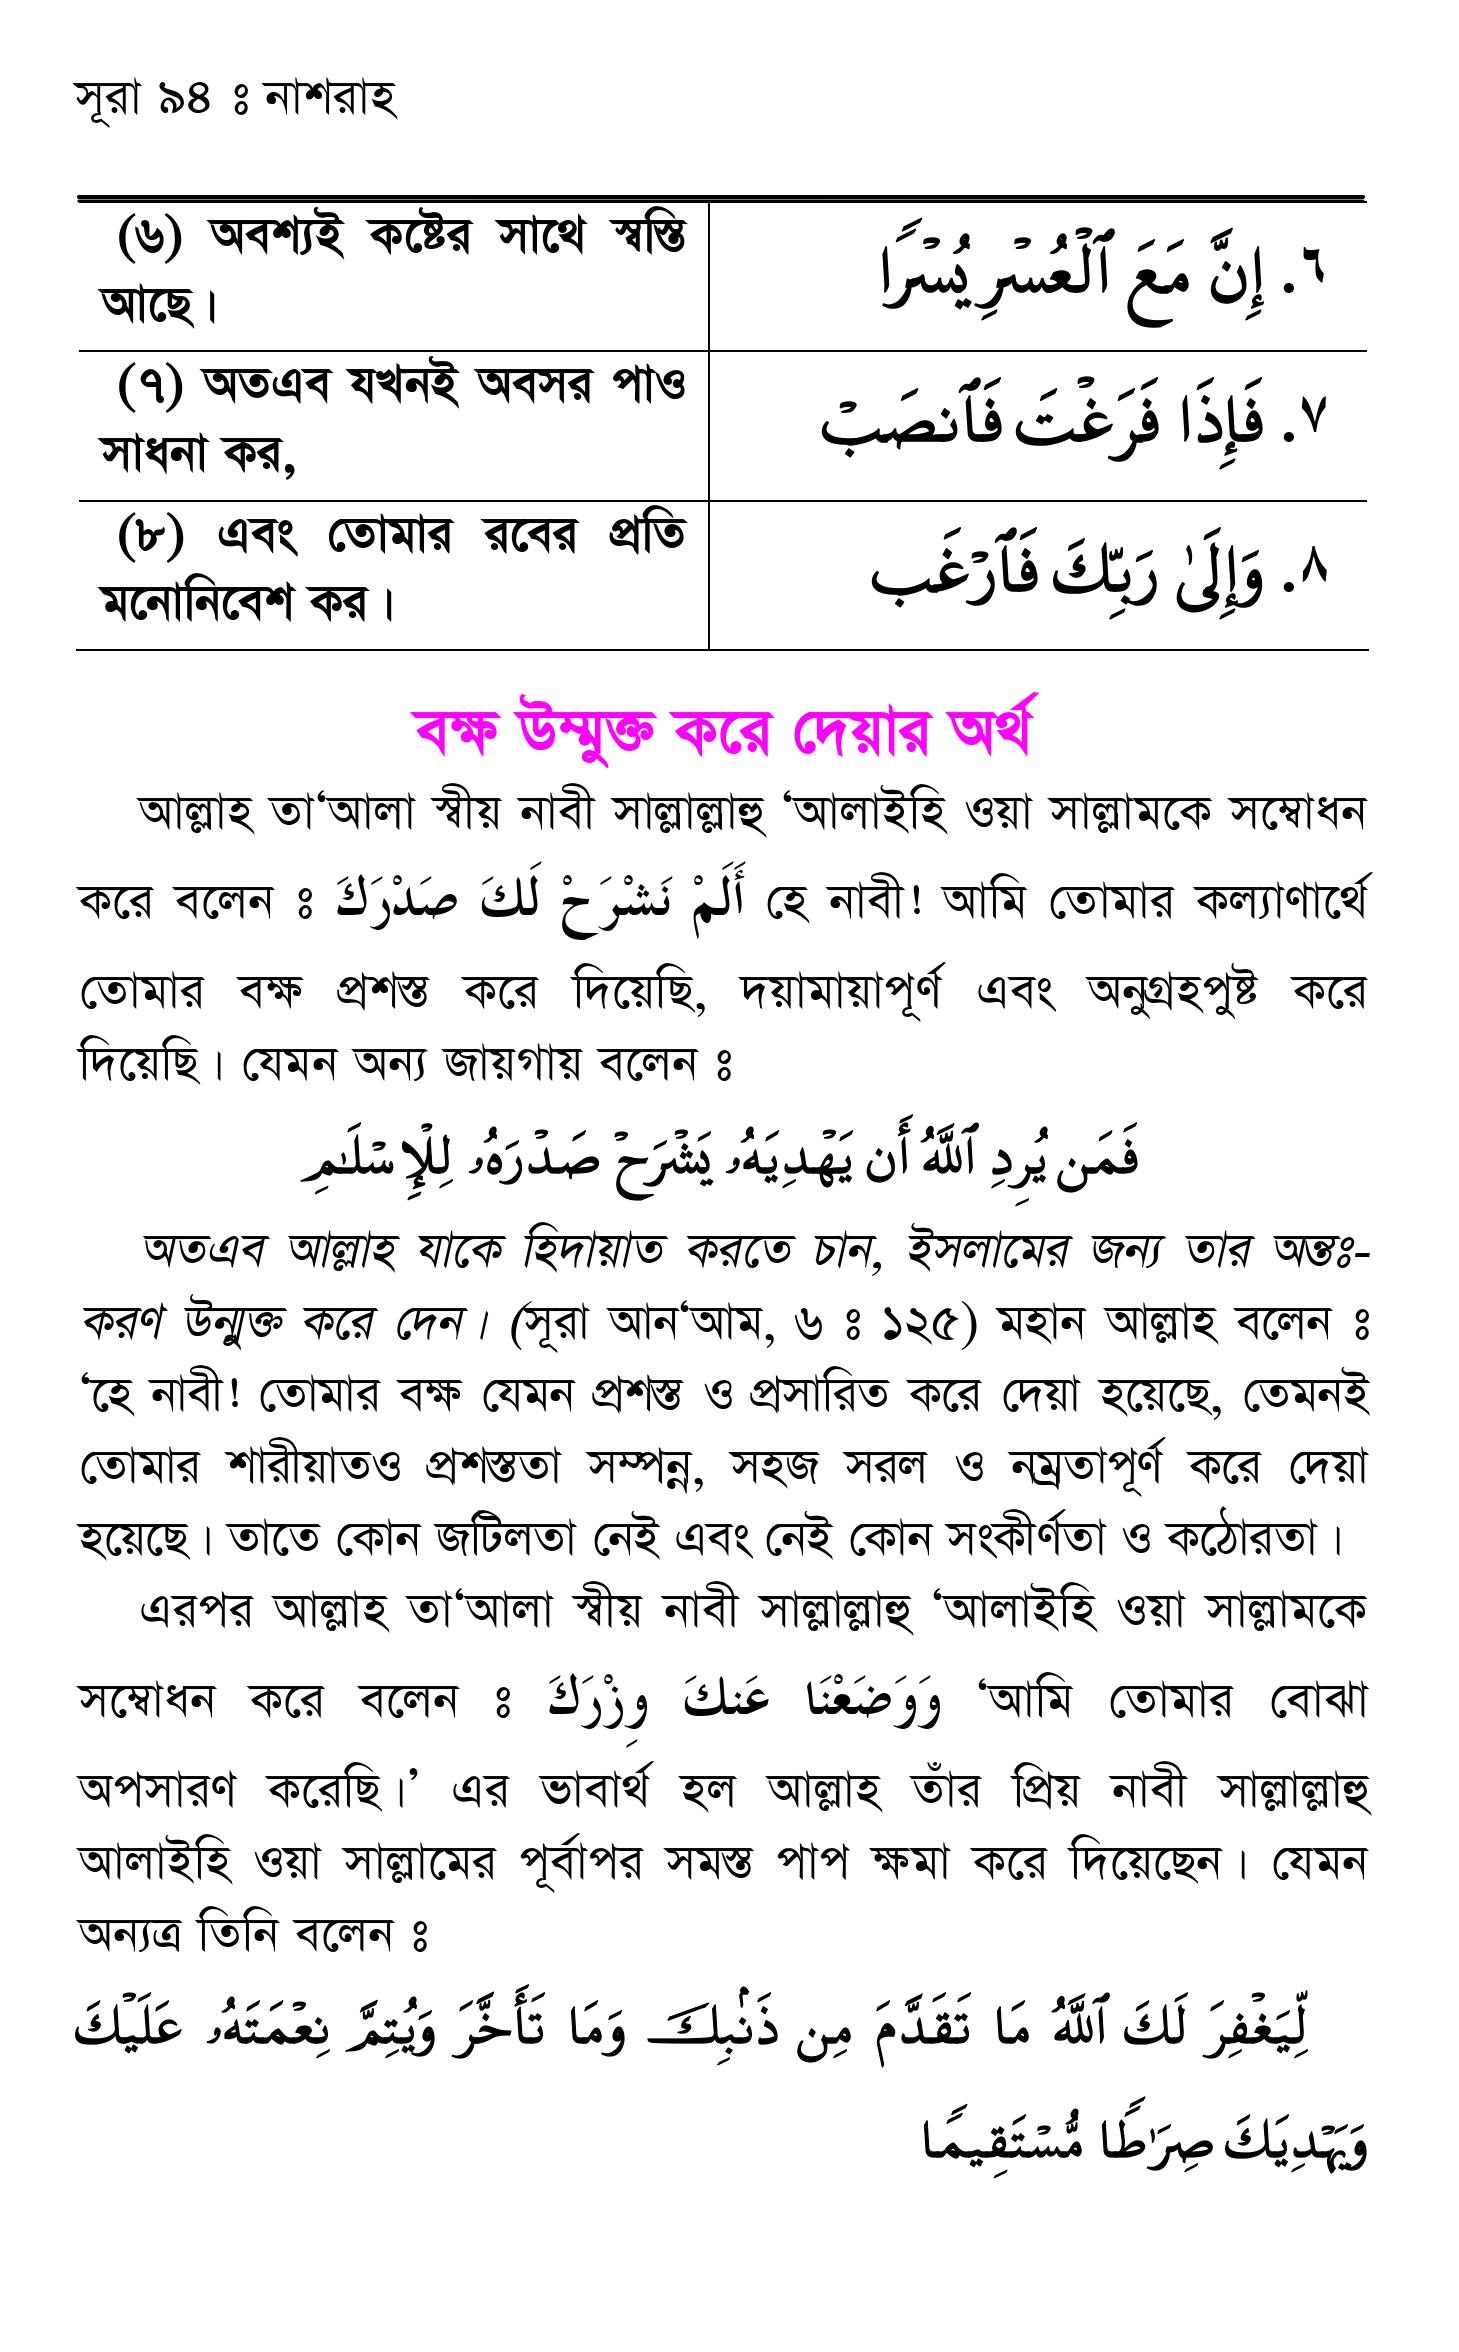 সূরা ৯৪ ঃ নাশরাহ
(৬) অবশ্যই কষ্টের সাথে স্বস্তি
আছে।
٦. إِنَّ مَعَ ٱلْعُسْرِ يُسْرًا
(৭) অতএব যখনই অবসর পাও
সাধনা কর,
٧. فَإِذَا فَرَغْتَ فَٱنصَبْ
(৮) এবং তোমার রবের প্রতি
মনোনিবেশ কর।
٨. وَإِلَىٰ رَبِّكَ فَٱرْغَب
বক্ষ উম্মুক্ত করে দেয়ার অর্থ
আল্লাহ তা‘আলা স্বীয় নাবী সাল্লাল্লাহু ‘আলাইহি ওয়া সাল্লামকে সম্বোধন
করে বলেন ঃ أَلَمْ نَشْرَحْ لَكَ صَدْرَكَ হে নাবী! আমি তোমার কল্যাণার্থে
তোমার বক্ষ প্রশস্ত করে দিয়েছি, দয়ামায়াপূর্ণ এবং অনুগ্রহপুষ্ট করে
দিয়েছি। যেমন অন্য জায়গায় বলেন ঃ
فَمَن يُرِدِ ٱللَّهُ أَن يَهْدِيَهُۥ يَشْرَحْ صَدْرَهُۥ لِلْإِسْلَـٰمِ
অতএব আল্লাহ যাকে হিদায়াত করতে চান, ইসলামের জন্য তার অন্তঃ-
করণ উন্মুক্ত করে দেন। (সূরা আন‘আম, ৬ ঃ ১২৫) মহান আল্লাহ বলেন ঃ
‘হে নাবী! তোমার বক্ষ যেমন প্রশস্ত ও প্রসারিত করে দেয়া হয়েছে, তেমনই
তোমার শারীয়াতও প্রশস্ততা সম্পন্ন, সহজ সরল ও নম্রতাপূর্ণ করে দেয়া
হয়েছে। তাতে কোন জটিলতা নেই এবং নেই কোন সংকীর্ণতা ও কঠোরতা।
এরপর আল্লাহ তা‘আলা স্বীয় নাবী সাল্লাল্লাহু ‘আলাইহি ওয়া সাল্লামকে
সম্বোধন করে বলেন ঃ وَوَضَعْنَا عَنكَ وِزْرَكَ ‘আমি তোমার বোঝা
অপসারণ করেছি।’ এর ভাবার্থ হল আল্লাহ তাঁর প্রিয় নাবী সাল্লাল্লাহু
আলাইহি ওয়া সাল্লামের পূর্বাপর সমস্ত পাপ ক্ষমা করে দিয়েছেন। যেমন
অন্যত্র তিনি বলেন ঃ
لِّيَغْفِرَ لَكَ ٱللَّهُ مَا تَقَدَّمَ مِن ذَنۢبِكَ وَمَا تَأَخَّرَ وَيُتِمَّ نِعْمَتَهُۥ عَلَيْكَ
وَيَهْدِيَكَ صِرَٰطًا مُّسْتَقِيمًا